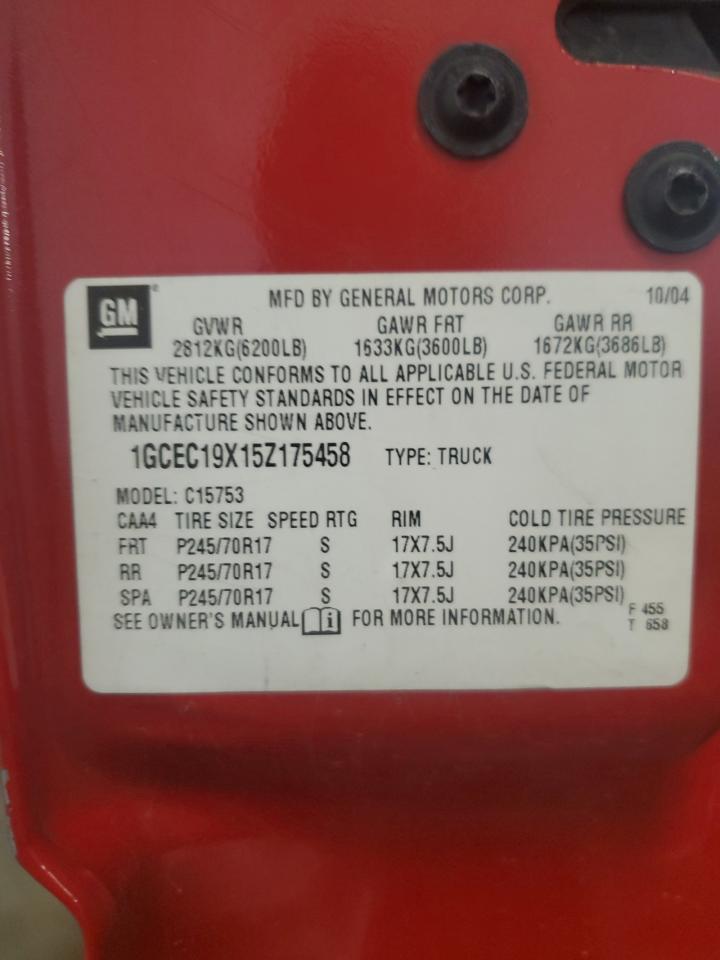 GM MFD BY GENERAL MOTORS CORP. 10/04
GVWR GAWR FRT GAWR RR
2812KG(6200LB) 1633KG(3600LB) 1672KG(3686LB)
THIS VEHICLE CONFORMS TO ALL APPLICABLE U.S. FEDERAL MOTOR
VEHICLE SAFETY STANDARDS IN EFFECT ON THE DATE OF
MANUFACTURE SHOWN ABOVE.
1GCEC19X15Z175458 TYPE: TRUCK
MODEL: C15753
CAA4 TIRE SIZE SPEED RTG RIM COLD TIRE PRESSURE
FRT P245/70R17 S 17X7.5J 240KPA(35PSI)
RR P245/70R17 S 17X7.5J 240KPA(35PSI)
SPA P245/70R17 S 17X7.5J 240KPA(35PSI)
SEE OWNER'S MANUAL i FOR MORE INFORMATION.
F 455
T 658